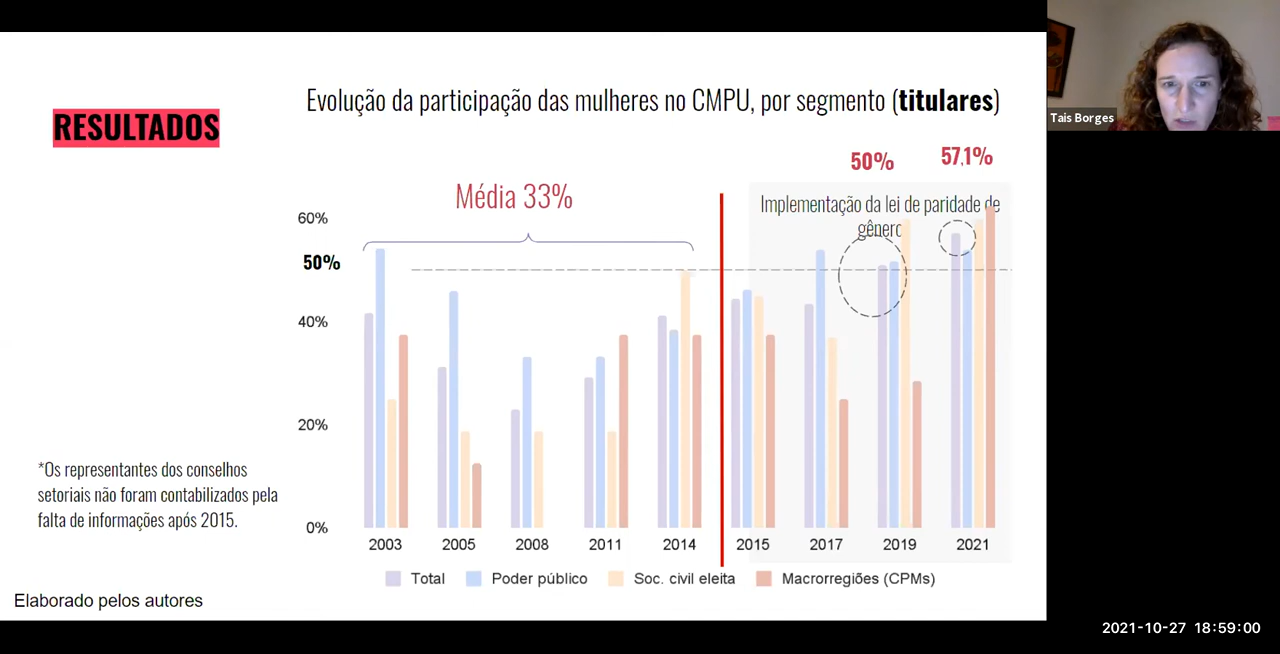 Evolução da participação das mulheres no CMPU, por segmento (titulares)
RESULTADOS
Tais Borges
50%
57,1%
Média 33%
Implementação da lei de paridade de
gênero
60%
50%
40%
20%
0%
*Os representantes dos conselhos
setoriais não foram contabilizados pela
falta de informações após 2015.
2003 2005 2008 2011 2014 2015 2017 2019 2021
Total Poder público Soc. civil eleita Macrorregiões (CPMs)
Elaborado pelos autores
2021-10-27 18:59:00